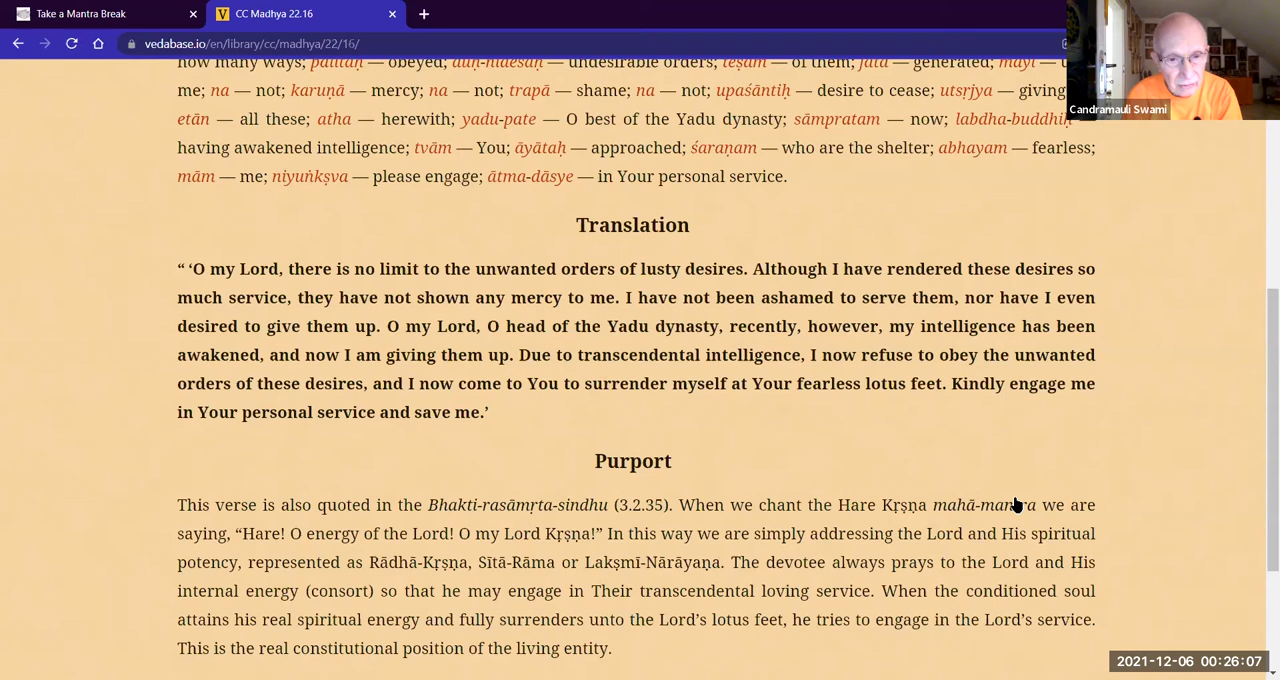 Take a Mantra Break
CC Madhya 22.16
vedabase.io/en/library/cc/madhya/22/16/
Candramauli Swami
how many ways; pālitāḥ — obeyed; duḥ-nideśāḥ — undesirable orders; teṣām — of them; jātā — generated; mayi —
me; na — not; karuṇā — mercy; na — not; trapā — shame; na — not; upaśāntiḥ — desire to cease; utsṛjya — giving
etān — all these; atha — herewith; yadu-pate — O best of the Yadu dynasty; sāmpratam — now; labdha-buddhiḥ
having awakened intelligence; tvām — You; āyātaḥ — approached; śaraṇam — who are the shelter; abhayam — fearless;
mām — me; niyuṅkṣva — please engage; ātma-dāsye — in Your personal service.
Translation
“ ‘O my Lord, there is no limit to the unwanted orders of lusty desires. Although I have rendered these desires so
much service, they have not shown any mercy to me. I have not been ashamed to serve them, nor have I even
desired to give them up. O my Lord, O head of the Yadu dynasty, recently, however, my intelligence has been
awakened, and now I am giving them up. Due to transcendental intelligence, I now refuse to obey the unwanted
orders of these desires, and I now come to You to surrender myself at Your fearless lotus feet. Kindly engage me
in Your personal service and save me.’
Purport
This verse is also quoted in the Bhakti-rasāmṛta-sindhu (3.2.35). When we chant the Hare Kṛṣṇa mahā-mantra we are
saying, “Hare! O energy of the Lord! O my Lord Kṛṣṇa!” In this way we are simply addressing the Lord and His spiritual
potency, represented as Rādhā-Kṛṣṇa, Sītā-Rāma or Lakṣmī-Nārāyaṇa. The devotee always prays to the Lord and His
internal energy (consort) so that he may engage in Their transcendental loving service. When the conditioned soul
attains his real spiritual energy and fully surrenders unto the Lord’s lotus feet, he tries to engage in the Lord’s service.
This is the real constitutional position of the living entity.
2021-12-06 00:26:07